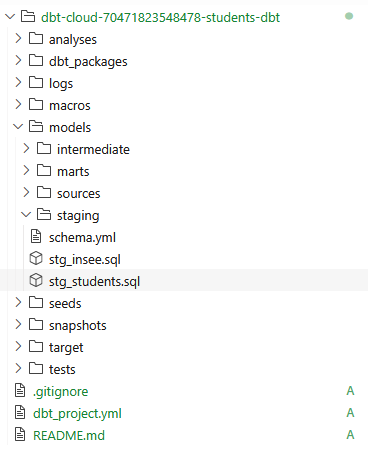 dbt-cloud-70471823548478-students-dbt
analyses
dbt_packages
logs
macros
models
intermediate
marts
sources
staging
schema.yml
stg_insee.sql
stg_students.sql
seeds
snapshots
target
tests
.gitignore A
dbt_project.yml A
README.md A